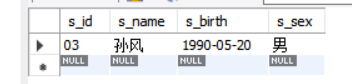 s_id s_name s_birth s_sex
03 孙风 1990-05-20 男
NULL NULL NULL NULL